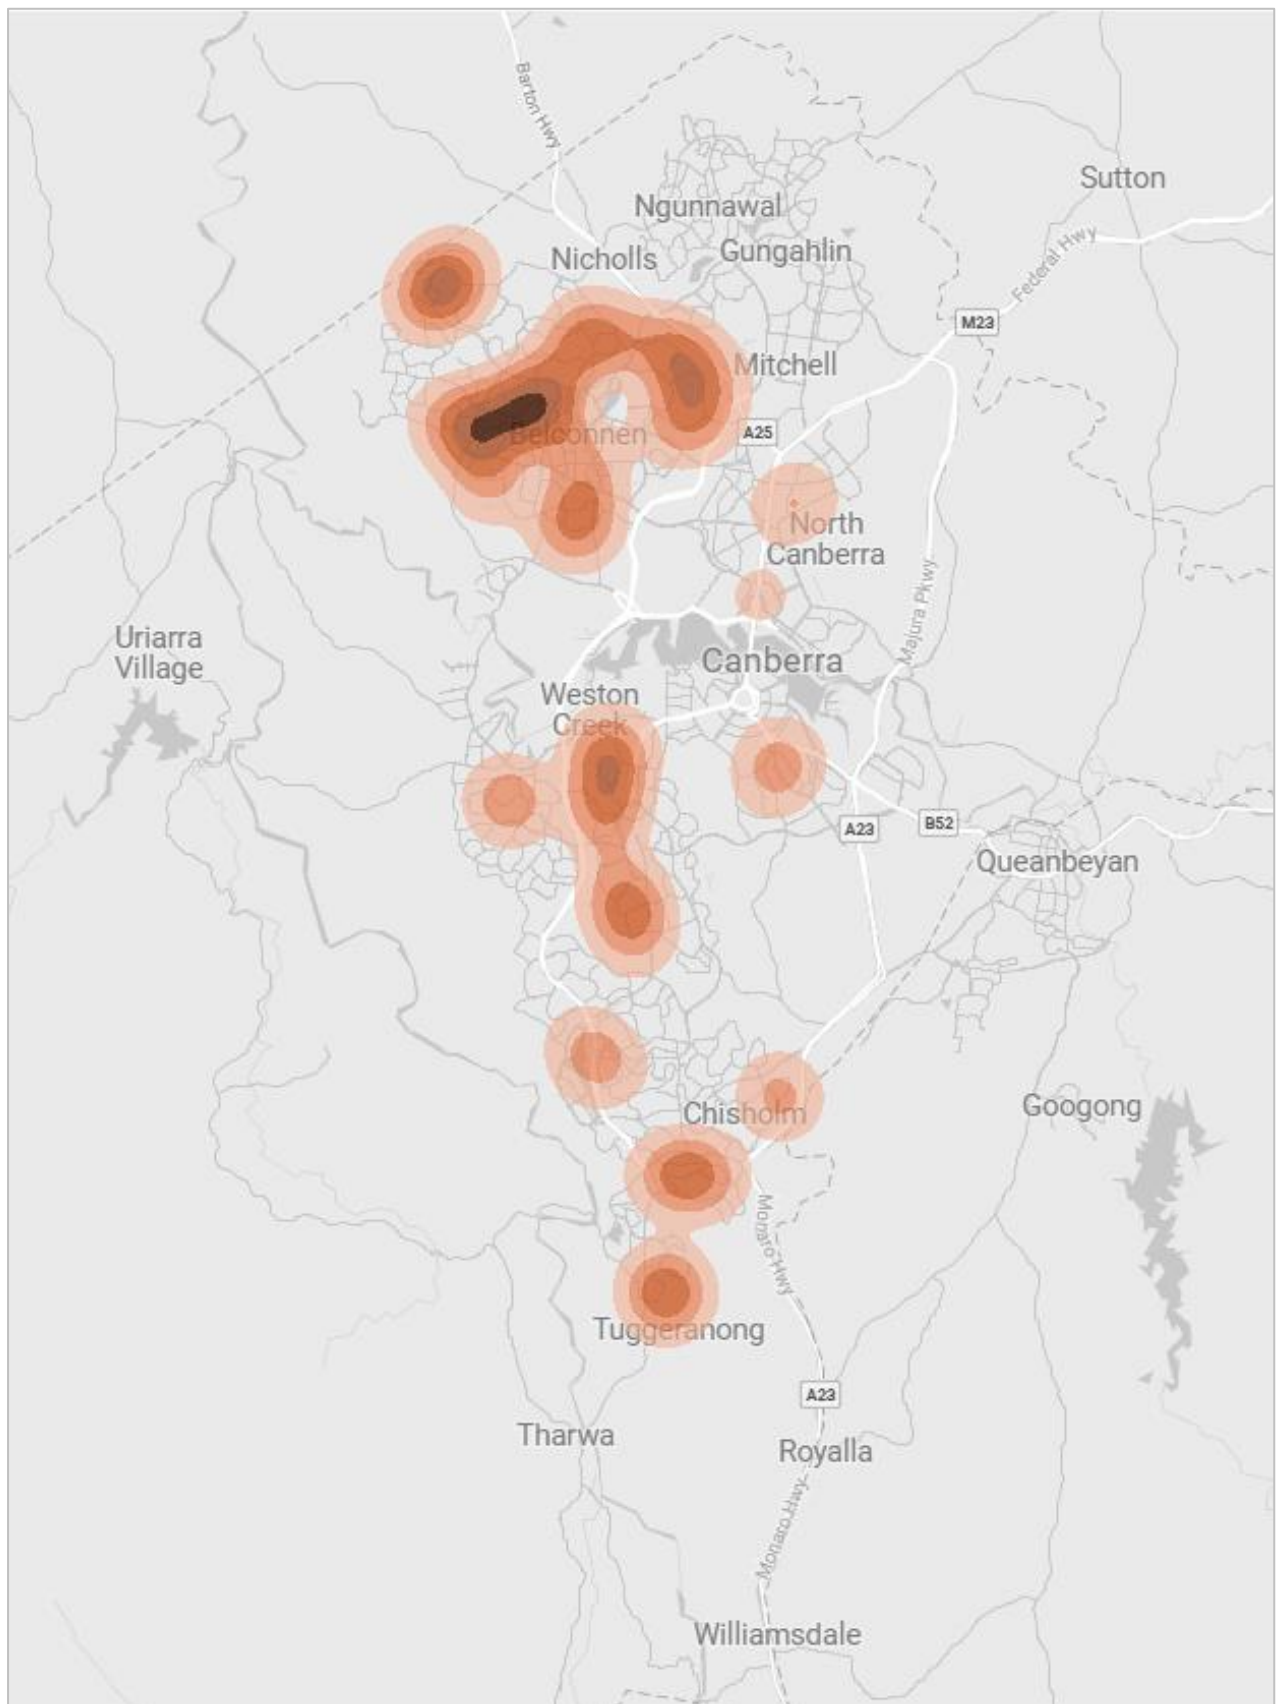 Barton Hwy
Sutton
Ngunnawal
Nicholls
Gungahlin
Federal Hwy
M23
Mitchell
Belconnen
A25
North
Canberra
Majura Pkwy
Uriarra
Village
Canberra
Weston
Creek
A23
B52
Queanbeyan
Chisholm
Googong
Monaro Hwy
Tuggeranong
A23
Tharwa
Royalla
Monaro Hwy
Williamsdale